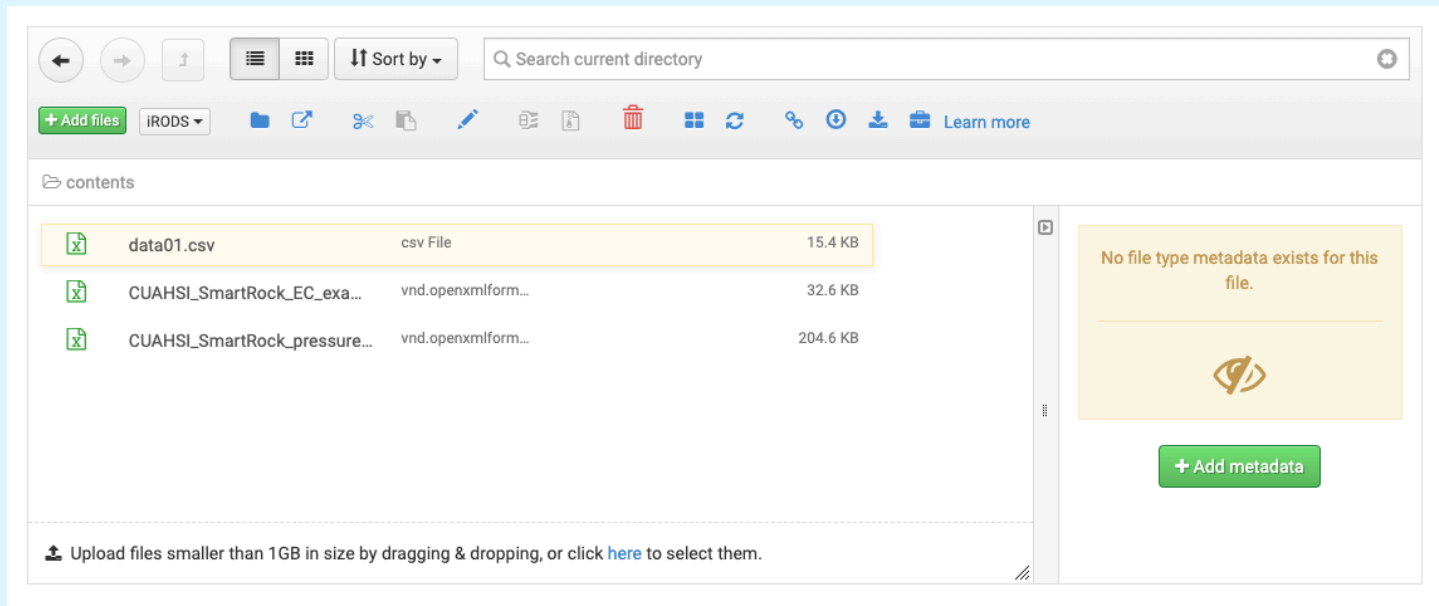 Sort by
Search current directory
+ Add files
iRODS
Learn more
contents
data01.csv csv File 15.4 KB
CUAHSI_SmartRock_EC_exa... vnd.openxmlform... 32.6 KB
CUAHSI_SmartRock_pressure... vnd.openxmlform... 204.6 KB
No file type metadata exists for this
file.
+ Add metadata
Upload files smaller than 1GB in size by dragging & dropping, or click here to select them.